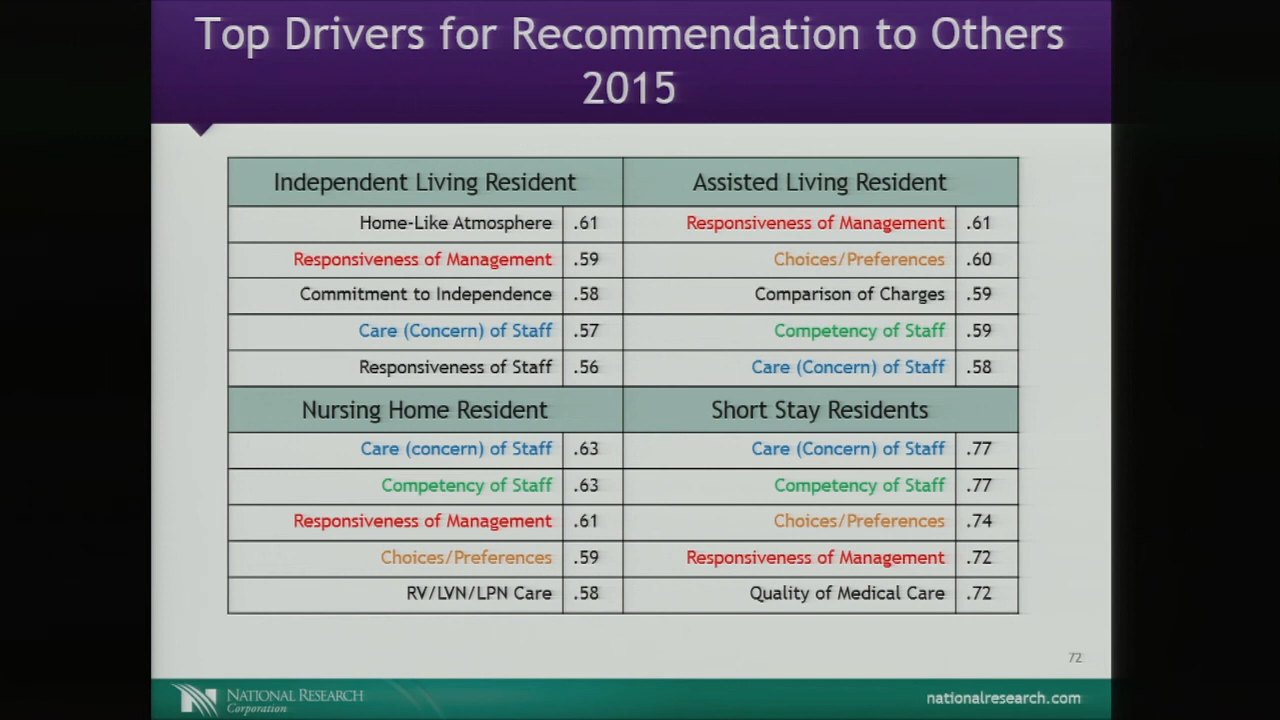 Top Drivers for Recommendation to Others
2015
Independent Living Resident
Home-Like Atmosphere .61
Responsiveness of Management .59
Commitment to Independence .58
Care (Concern) of Staff .57
Responsiveness of Staff .56
Assisted Living Resident
Responsiveness of Management .61
Choices/Preferences .60
Comparison of Charges .59
Competency of Staff .59
Care (Concern) of Staff .58
Nursing Home Resident
Care (concern) of Staff .63
Competency of Staff .63
Responsiveness of Management .61
Choices/Preferences .59
RV/LVN/LPN Care .58
Short Stay Residents
Care (Concern) of Staff .77
Competency of Staff .77
Choices/Preferences .74
Responsiveness of Management .72
Quality of Medical Care .72
72
NATIONAL RESEARCH
Corporation
nationalresearch.com